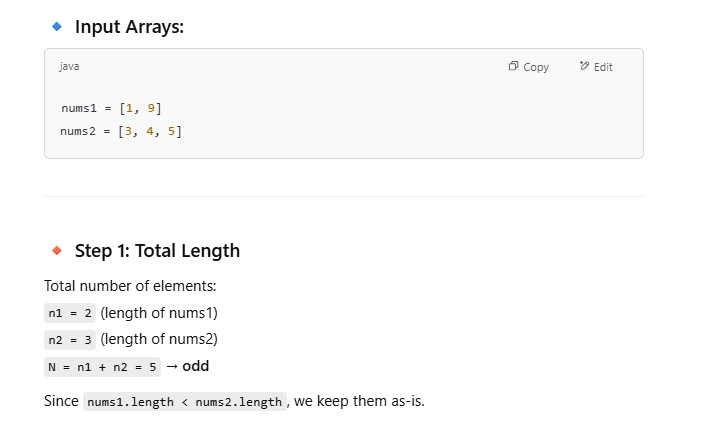 Input Arrays:
java Copy Edit
nums1 = [1, 9]
nums2 = [3, 4, 5]
Step 1: Total Length
Total number of elements:
n1 = 2 (length of nums1)
n2 = 3 (length of nums2)
N = n1 + n2 = 5 → odd
Since nums1.length < nums2.length, we keep them as-is.